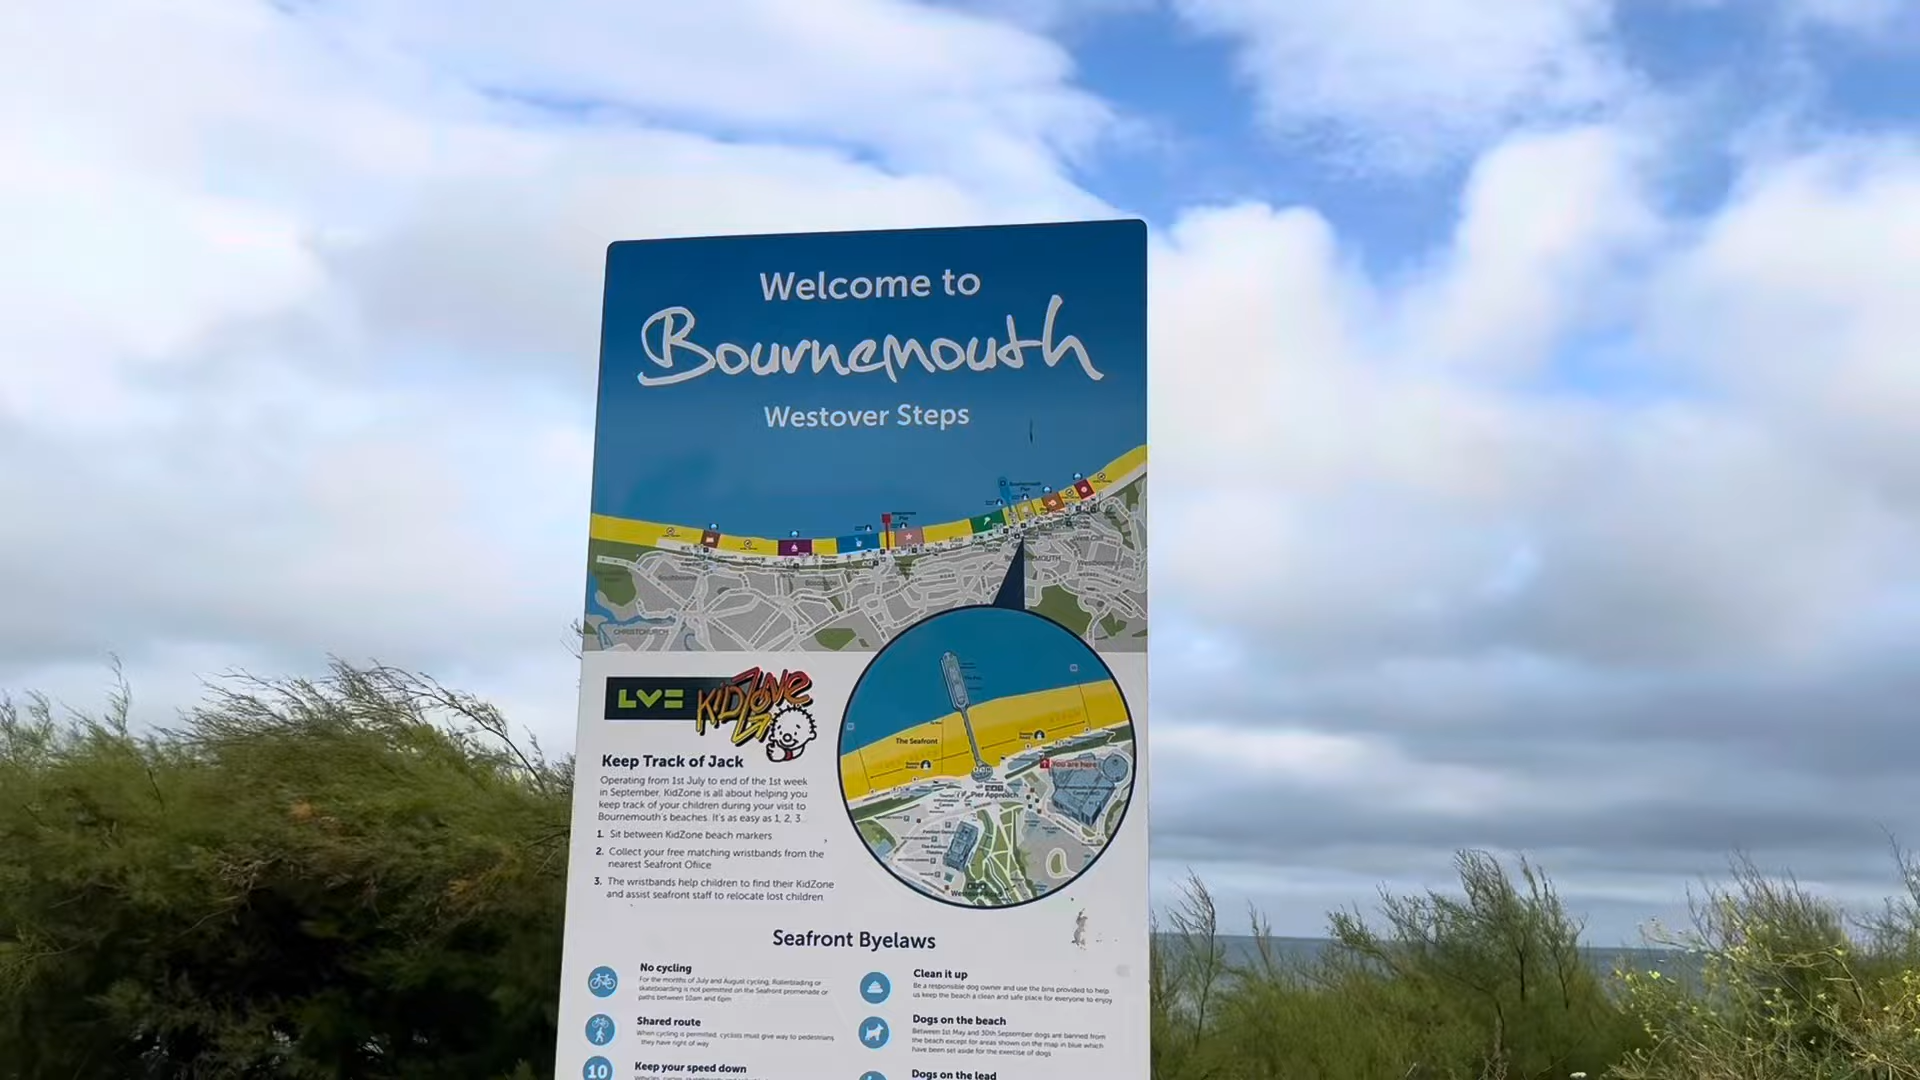 Welcome to
Bournemouth
Westover Steps
CHRISTCHURCH
LV=
KidZone
Keep Track of Jack
Operating from 1st July to end of the 1st week
in September, KidZone is all about helping you
keep track of your children during your visit to
Bournemouth's beaches. It's as easy as 1, 2, 3...
1. Sit between KidZone beach markers
2. Collect your free matching wristbands from the
nearest Seafront Office
3. The wristbands help children to find their KidZone
and assist seafront staff to relocate lost children
The Seafront
You are here
Pier Approach
Seafront Byelaws
No cycling
For the months of July and August cycling, Rollerblading or
skateboarding is not permitted on the Seafront promenade or
paths between 10am and 6pm
Shared route
When cycling is permitted, cyclists must give way to pedestrians
they have right of way
10
Keep your speed down
Clean it up
Be a responsible dog owner and use the bins provided to help
us keep the beach a clean and safe place for everyone to enjoy
Dogs on the beach
Between 1st May and 30th September dogs are banned from
the beach except for areas shown on the map in blue which
have been set aside for the exercise of dogs
Dogs on the lead